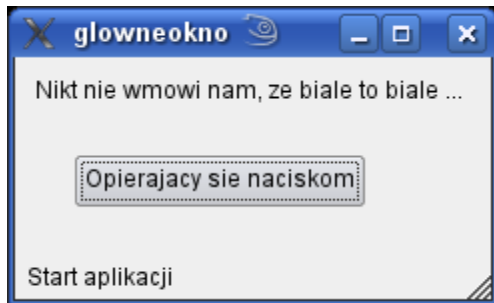 glowneokno
Nikt nie wmowi nam, ze biale to biale ...
Opierajacy sie naciskom
Start aplikacji